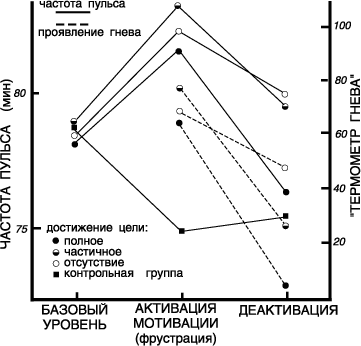 частота пульса
проявление гнева
ЧАСТОТА ПУЛЬСА (мин)
80
75
100
80
60
40
20
"ТЕРМОМЕТР ГНЕВА"
достижение цели:
полное
частичное
отсутствие
контрольная группа
БАЗОВЫЙ
УРОВЕНЬ
АКТИВАЦИЯ
МОТИВАЦИИ
(фрустрация)
ДЕАКТИВАЦИЯ